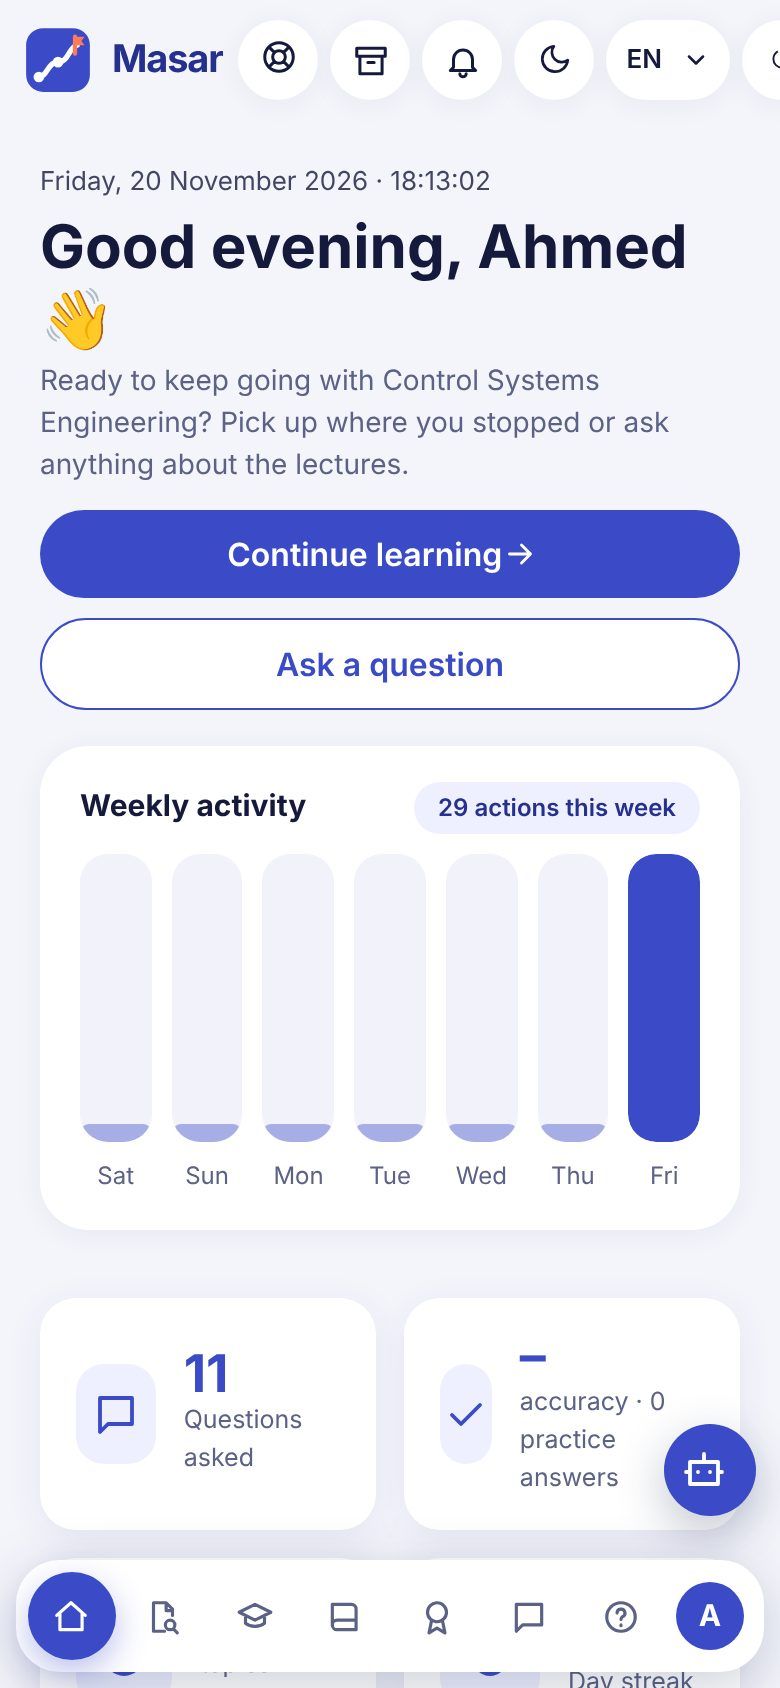 Masar
EN
Friday, 20 November 2026 · 18:13:02
Good evening, Ahmed
👋
Ready to keep going with Control Systems
Engineering? Pick up where you stopped or ask
anything about the lectures.
Continue learning→
Ask a question
Weekly activity
29 actions this week
Sat Sun Mon Tue Wed Thu Fri
11
Questions
asked
–
accuracy · 0
practice
answers
A
Day streak